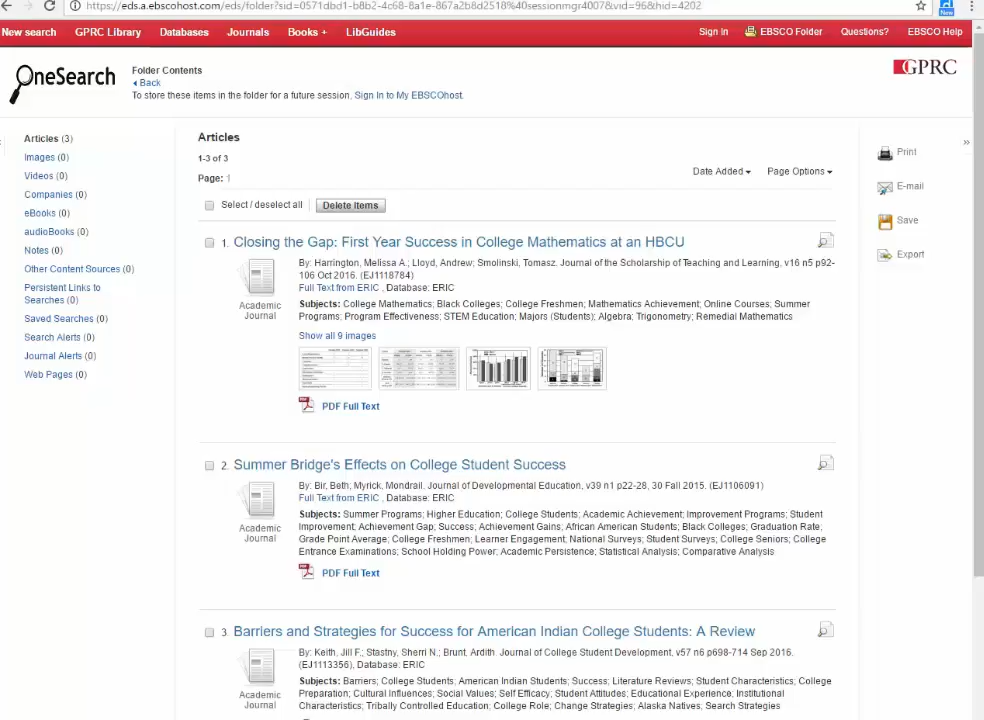 https://eds.a.ebscohost.com/eds/folder?sid=0571dbd1-b8b2-4c68-8a1e-867a2b8d2518%40sessionmgr4007&vid=96&hid=4202
New
New search GPRC Library Databases Journals Books + LibGuides Sign In EBSCO Folder Questions? EBSCO Help
OneSearch
Folder Contents
Back
To store these items in the folder for a future session, Sign In to My EBSCOhost.
GPRC
Articles (3)
Images (0)
Videos (0)
Companies (0)
eBooks (0)
audioBooks (0)
Notes (0)
Other Content Sources (0)
Persistent Links to
Searches (0)
Saved Searches (0)
Search Alerts (0)
Journal Alerts (0)
Web Pages (0)
Articles
1-3 of 3
Page: 1
Date Added Page Options
Select / deselect all Delete Items
1. Closing the Gap: First Year Success in College Mathematics at an HBCU
Academic
Journal
By: Harrington, Melissa A.; Lloyd, Andrew; Smolinski, Tomasz. Journal of the Scholarship of Teaching and Learning, v16 n5 p92-
106 Oct 2016. (EJ1118784)
Full Text from ERIC , Database: ERIC
Subjects: College Mathematics; Black Colleges; College Freshmen; Mathematics Achievement; Online Courses; Summer
Programs; Program Effectiveness; STEM Education; Majors (Students); Algebra; Trigonometry; Remedial Mathematics
Show all 9 images
PDF Full Text
2. Summer Bridge's Effects on College Student Success
Academic
Journal
By: Bir, Beth; Myrick, Mondrail. Journal of Developmental Education, v39 n1 p22-28, 30 Fall 2015. (EJ1106091)
Full Text from ERIC , Database: ERIC
Subjects: Summer Programs; Higher Education; College Students; Academic Achievement; Improvement Programs; Student
Improvement; Achievement Gap; Success; Achievement Gains; African American Students; Black Colleges; Graduation Rate;
Grade Point Average; College Freshmen; Learner Engagement; National Surveys; Student Surveys; College Seniors; College
Entrance Examinations; School Holding Power; Academic Persistence; Statistical Analysis; Comparative Analysis
PDF Full Text
3. Barriers and Strategies for Success for American Indian College Students: A Review
Academic
Journal
By: Keith, Jill F.; Stastny, Sherri N.; Brunt, Ardith. Journal of College Student Development, v57 n6 p698-714 Sep 2016.
(EJ1113356), Database: ERIC
Subjects: Barriers; College Students; American Indian Students; Success; Literature Reviews; Student Characteristics; College
Preparation; Cultural Influences; Social Values; Self Efficacy; Student Attitudes; Educational Experience; Institutional
Characteristics; Tribally Controlled Education; College Role; Change Strategies; Alaska Natives; Search Strategies
Print
E-mail
Save
Export